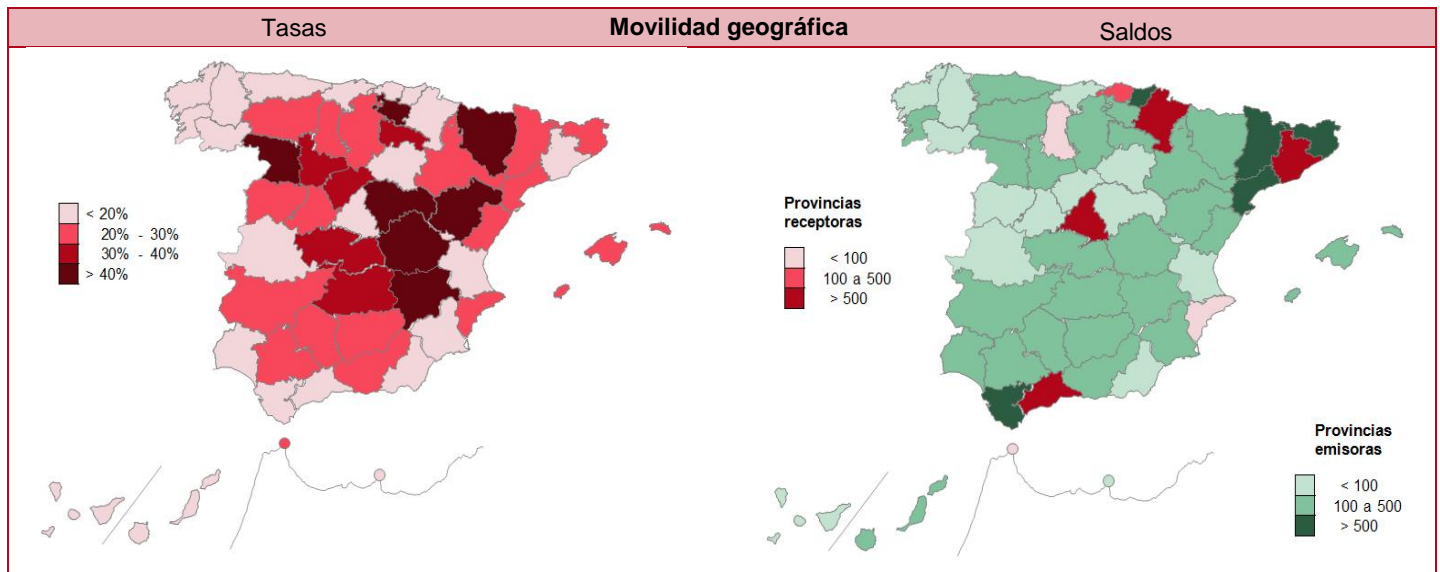 Tasas
Movilidad geográfica
Saldos
< 20%
20% - 30%
30% - 40%
> 40%
Provincias
receptoras
< 100
100 a 500
> 500
Provincias
emisoras
< 100
100 a 500
> 500